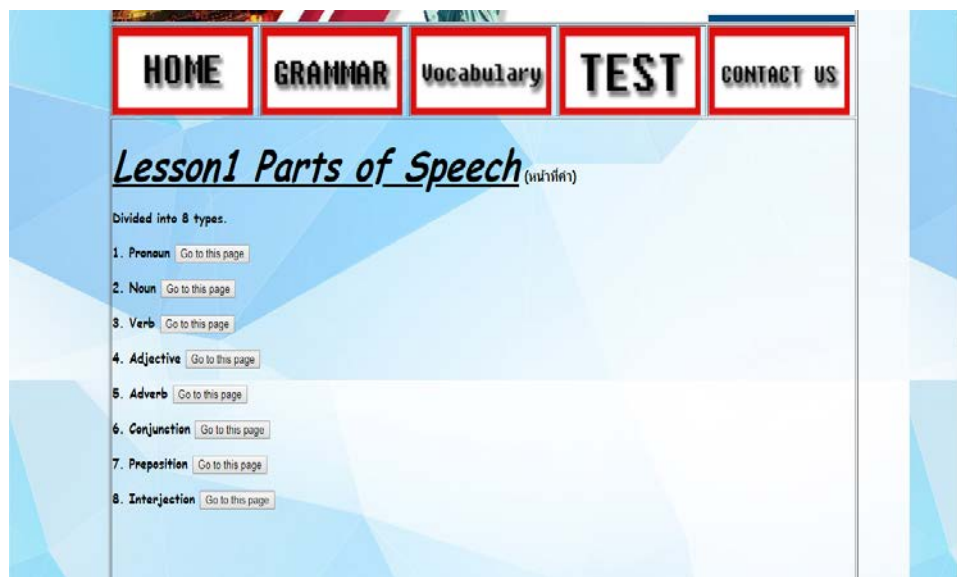 HOME GRAMMAR Vocabulary TEST CONTACT US
Lesson1 Parts of Speech (หน้าที่คำ)
Divided into 8 types.
1. Pronoun Go to this page
2. Noun Go to this page
3. Verb Go to this page
4. Adjective Go to this page
5. Adverb Go to this page
6. Conjunction Go to this page
7. Preposition Go to this page
8. Interjection Go to this page